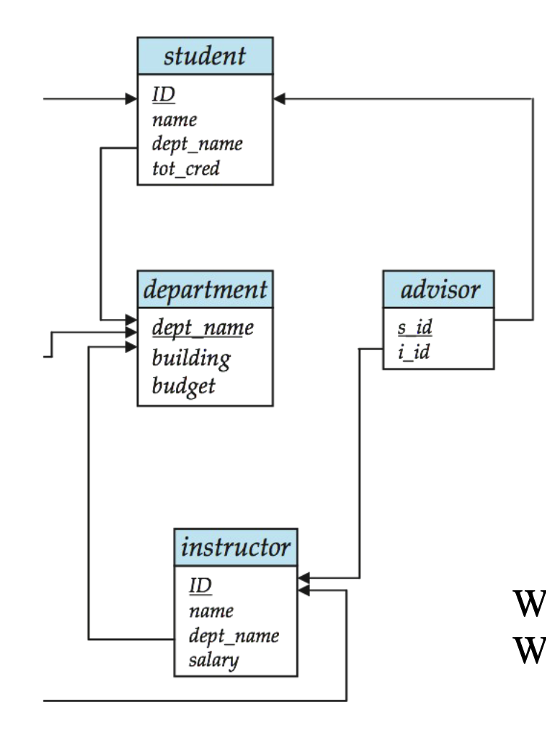 student
ID
name
dept_name
tot_cred
department
dept_name
building
budget
advisor
s_id
i_id
instructor
ID
name
dept_name
salary
W
W